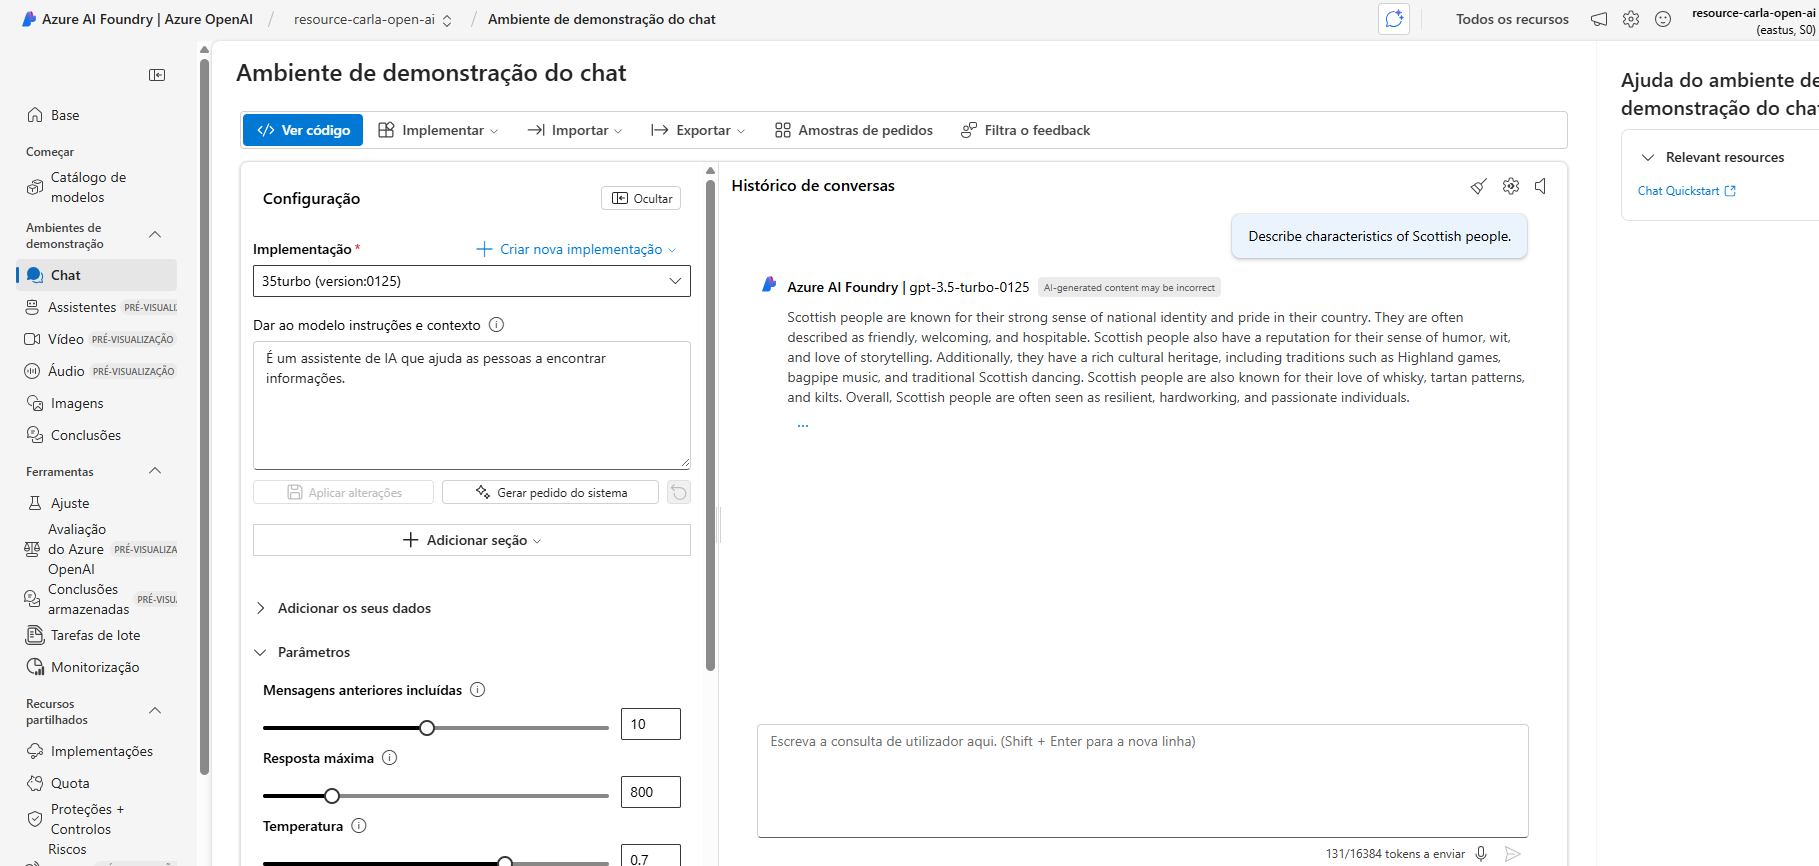 Azure AI Foundry | Azure OpenAI / resource-carla-open-ai / Ambiente de demonstração do chat
Todos os recursos
resource-carla-open-ai
(eastus, S0)
Base
Começar
Catálogo de
modelos
Ambientes de
demonstração
Chat
Assistentes PRÉ-VISUALI
Vídeo PRÉ-VISUALIZAÇÃO
Áudio PRÉ-VISUALIZAÇÃO
Imagens
Conclusões
Ferramentas
Ajuste
Avaliação
do Azure PRÉ-VISUALIZA
OpenAI
Conclusões
armazenadas PRÉ-VISU
Tarefas de lote
Monitorização
Recursos
partilhados
Implementações
Quota
Proteções +
Controlos
Riscos
Ambiente de demonstração do chat
Ver código
Implementar
Importar
Exportar
Amostras de pedidos
Filtra o feedback
Configuração
Ocultar
Implementação *
Criar nova implementação
35turbo (version:0125)
Dar ao modelo instruções e contexto
É um assistente de IA que ajuda as pessoas a encontrar
informações.
Aplicar alterações
Gerar pedido do sistema
Adicionar seção
Adicionar os seus dados
Parâmetros
Mensagens anteriores incluídas
10
Resposta máxima
800
Temperatura
0.7
Histórico de conversas
Describe characteristics of Scottish people.
Azure AI Foundry | gpt-3.5-turbo-0125 AI-generated content may be incorrect
Scottish people are known for their strong sense of national identity and pride in their country. They are often
described as friendly, welcoming, and hospitable. Scottish people also have a reputation for their sense of humor, wit,
and love of storytelling. Additionally, they have a rich cultural heritage, including traditions such as Highland games,
bagpipe music, and traditional Scottish dancing. Scottish people are also known for their love of whisky, tartan patterns,
and kilts. Overall, Scottish people are often seen as resilient, hardworking, and passionate individuals.
...
Escreva a consulta de utilizador aqui. (Shift + Enter para a nova linha)
131/16384 tokens a enviar
Ajuda do ambiente de
demonstração do chat
Relevant resources
Chat Quickstart